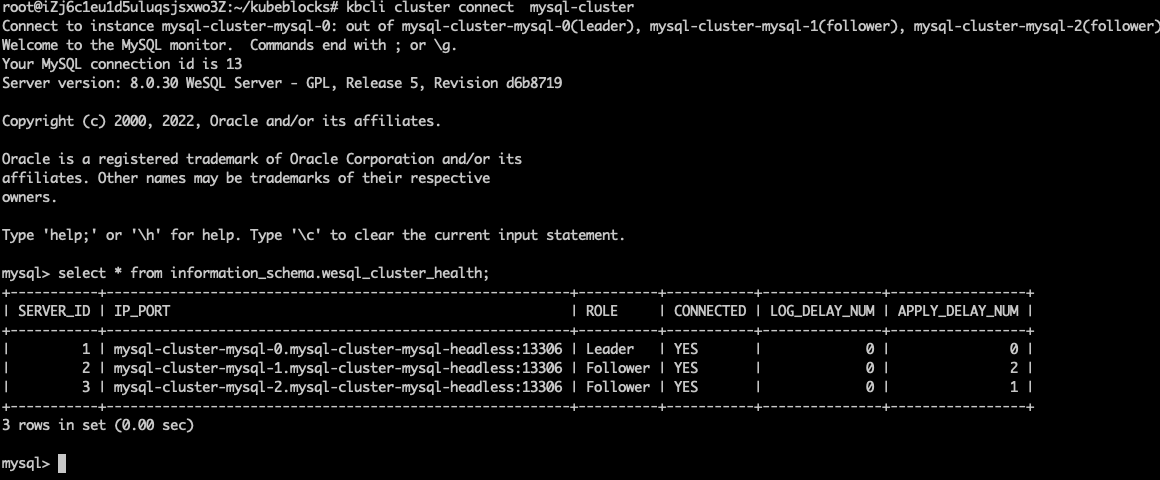 root@iZj6c1eu1d5uluqsjsxwo3Z:~/kubeblocks# kbcli cluster connect  mysql-cluster
Connect to instance mysql-cluster-mysql-0: out of mysql-cluster-mysql-0(leader), mysql-cluster-mysql-1(follower), mysql-cluster-mysql-2(follower)
Welcome to the MySQL monitor.  Commands end with ; or \g.
Your MySQL connection id is 13
Server version: 8.0.30 WeSQL Server - GPL, Release 5, Revision d6b8719
Copyright (c) 2000, 2022, Oracle and/or its affiliates.
Oracle is a registered trademark of Oracle Corporation and/or its
affiliates. Other names may be trademarks of their respective
owners.
Type 'help;' or '\h' for help. Type '\c' to clear the current input statement.
mysql> select * from information_schema.wesql_cluster_health;
+-----------+----------------------------------------------------------+----------+-----------+---------------+-----------------+
| SERVER_ID | IP_PORT                                                  | ROLE     | CONNECTED | LOG_DELAY_NUM | APPLY_DELAY_NUM |
+-----------+----------------------------------------------------------+----------+-----------+---------------+-----------------+
|         1 | mysql-cluster-mysql-0.mysql-cluster-mysql-headless:13306 | Leader   | YES       |             0 |               0 |
|         2 | mysql-cluster-mysql-1.mysql-cluster-mysql-headless:13306 | Follower | YES       |             0 |               2 |
|         3 | mysql-cluster-mysql-2.mysql-cluster-mysql-headless:13306 | Follower | YES       |             0 |               1 |
+-----------+----------------------------------------------------------+----------+-----------+---------------+-----------------+
3 rows in set (0.00 sec)
mysql>